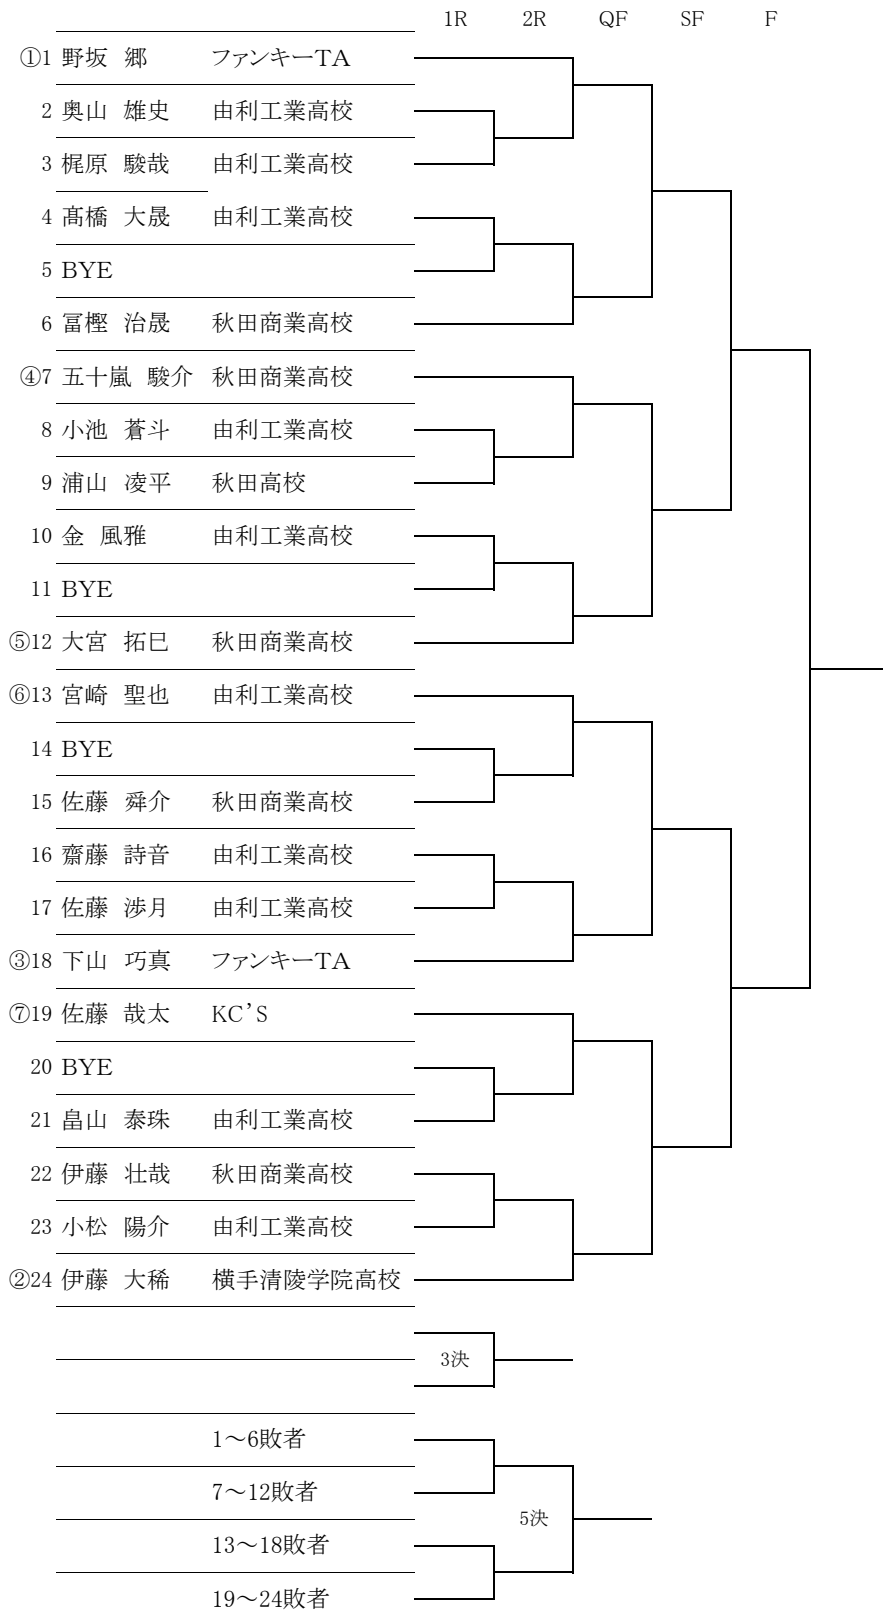 1R 2R QF SF F
①1 野坂 郷 ファンキーTA
2 奥山 雄史 由利工業高校
3 梶原 駿哉 由利工業高校
4 髙橋 大晟 由利工業高校
5 BYE
6 冨樫 治晟 秋田商業高校
④7 五十嵐 駿介 秋田商業高校
8 小池 蒼斗 由利工業高校
9 浦山 凌平 秋田高校
10 金 風雅 由利工業高校
11 BYE
⑤12 大宮 拓巳 秋田商業高校
⑥13 宮崎 聖也 由利工業高校
14 BYE
15 佐藤 舜介 秋田商業高校
16 齋藤 詩音 由利工業高校
17 佐藤 渉月 由利工業高校
③18 下山 巧真 ファンキーTA
⑦19 佐藤 哉太 KC’S
20 BYE
21 畠山 泰珠 由利工業高校
22 伊藤 壮哉 秋田商業高校
23 小松 陽介 由利工業高校
②24 伊藤 大稀 横手清陵学院高校
3決
1～6敗者
7～12敗者
5決
13～18敗者
19～24敗者